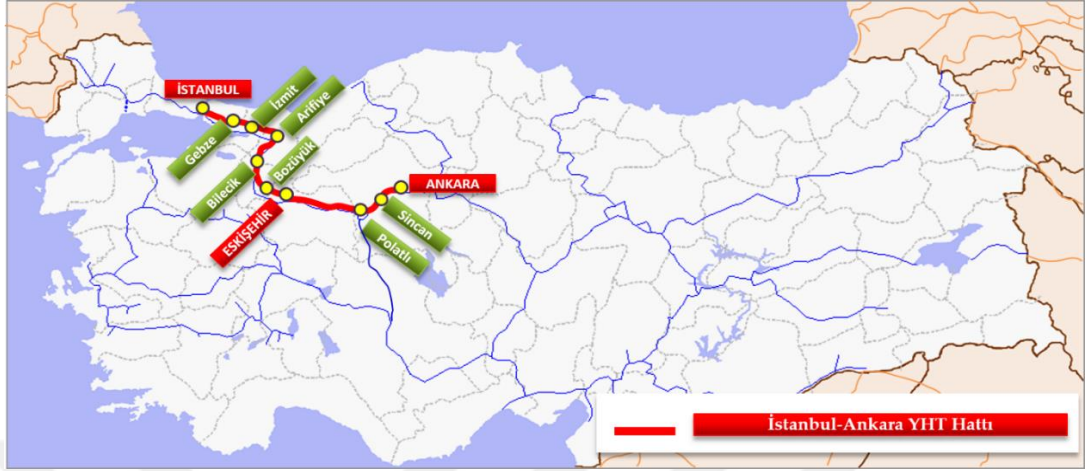 İSTANBUL
Gebze
İzmit
Arifiye
Bilecik
Bozüyük
ESKİŞEHİR
Polatlı
Sincan
ANKARA
İstanbul-Ankara YHT Hattı